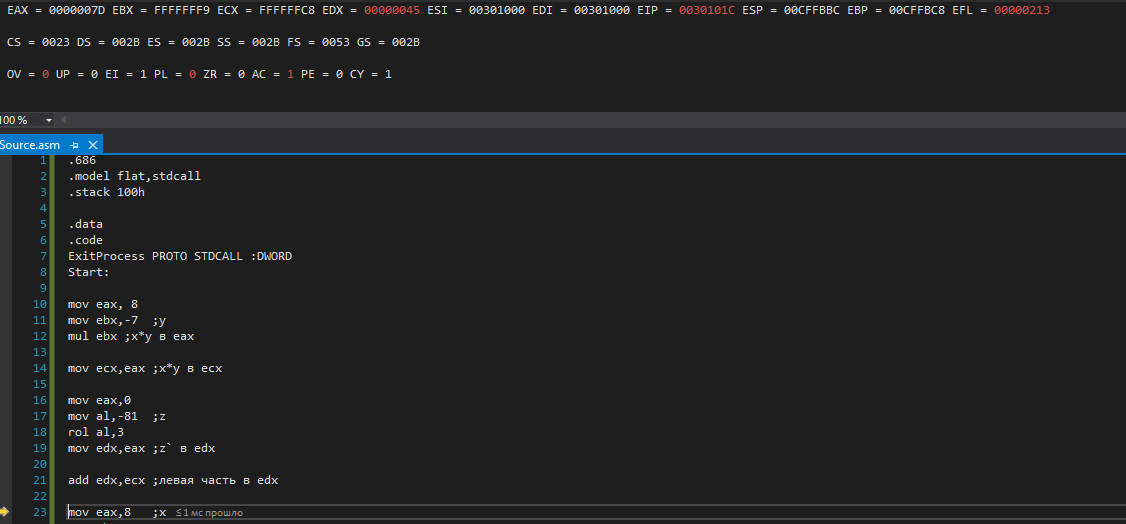 EAX = 0000007D EBX = FFFFFFF9 ECX = FFFFFFC8 EDX = 00000045 ESI = 00301000 EDI = 00301000 EIP = 0030101C ESP = 00CFFBBC EBP = 00CFFBC8 EFL = 00000213
CS = 0023 DS = 002B ES = 002B SS = 002B FS = 0053 GS = 002B
OV = 0 UP = 0 EI = 1 PL = 0 ZR = 0 AC = 1 PE = 0 CY = 1
100 %
Source.asm
1 .686
2 .model flat,stdcall
3 .stack 100h
4
5 .data
6 .code
7 ExitProcess PROTO STDCALL :DWORD
8 Start:
9
10 mov eax, 8
11 mov ebx,-7 ;y
12 mul ebx ;x*y в eax
13
14 mov ecx,eax ;x*y в ecx
15
16 mov eax,0
17 mov al,-81 ;z
18 rol al,3
19 mov edx,eax ;z` в edx
20
21 add edx,ecx ;левая часть в edx
22
23 mov eax,8 ;x ≤ 1 мс прошло